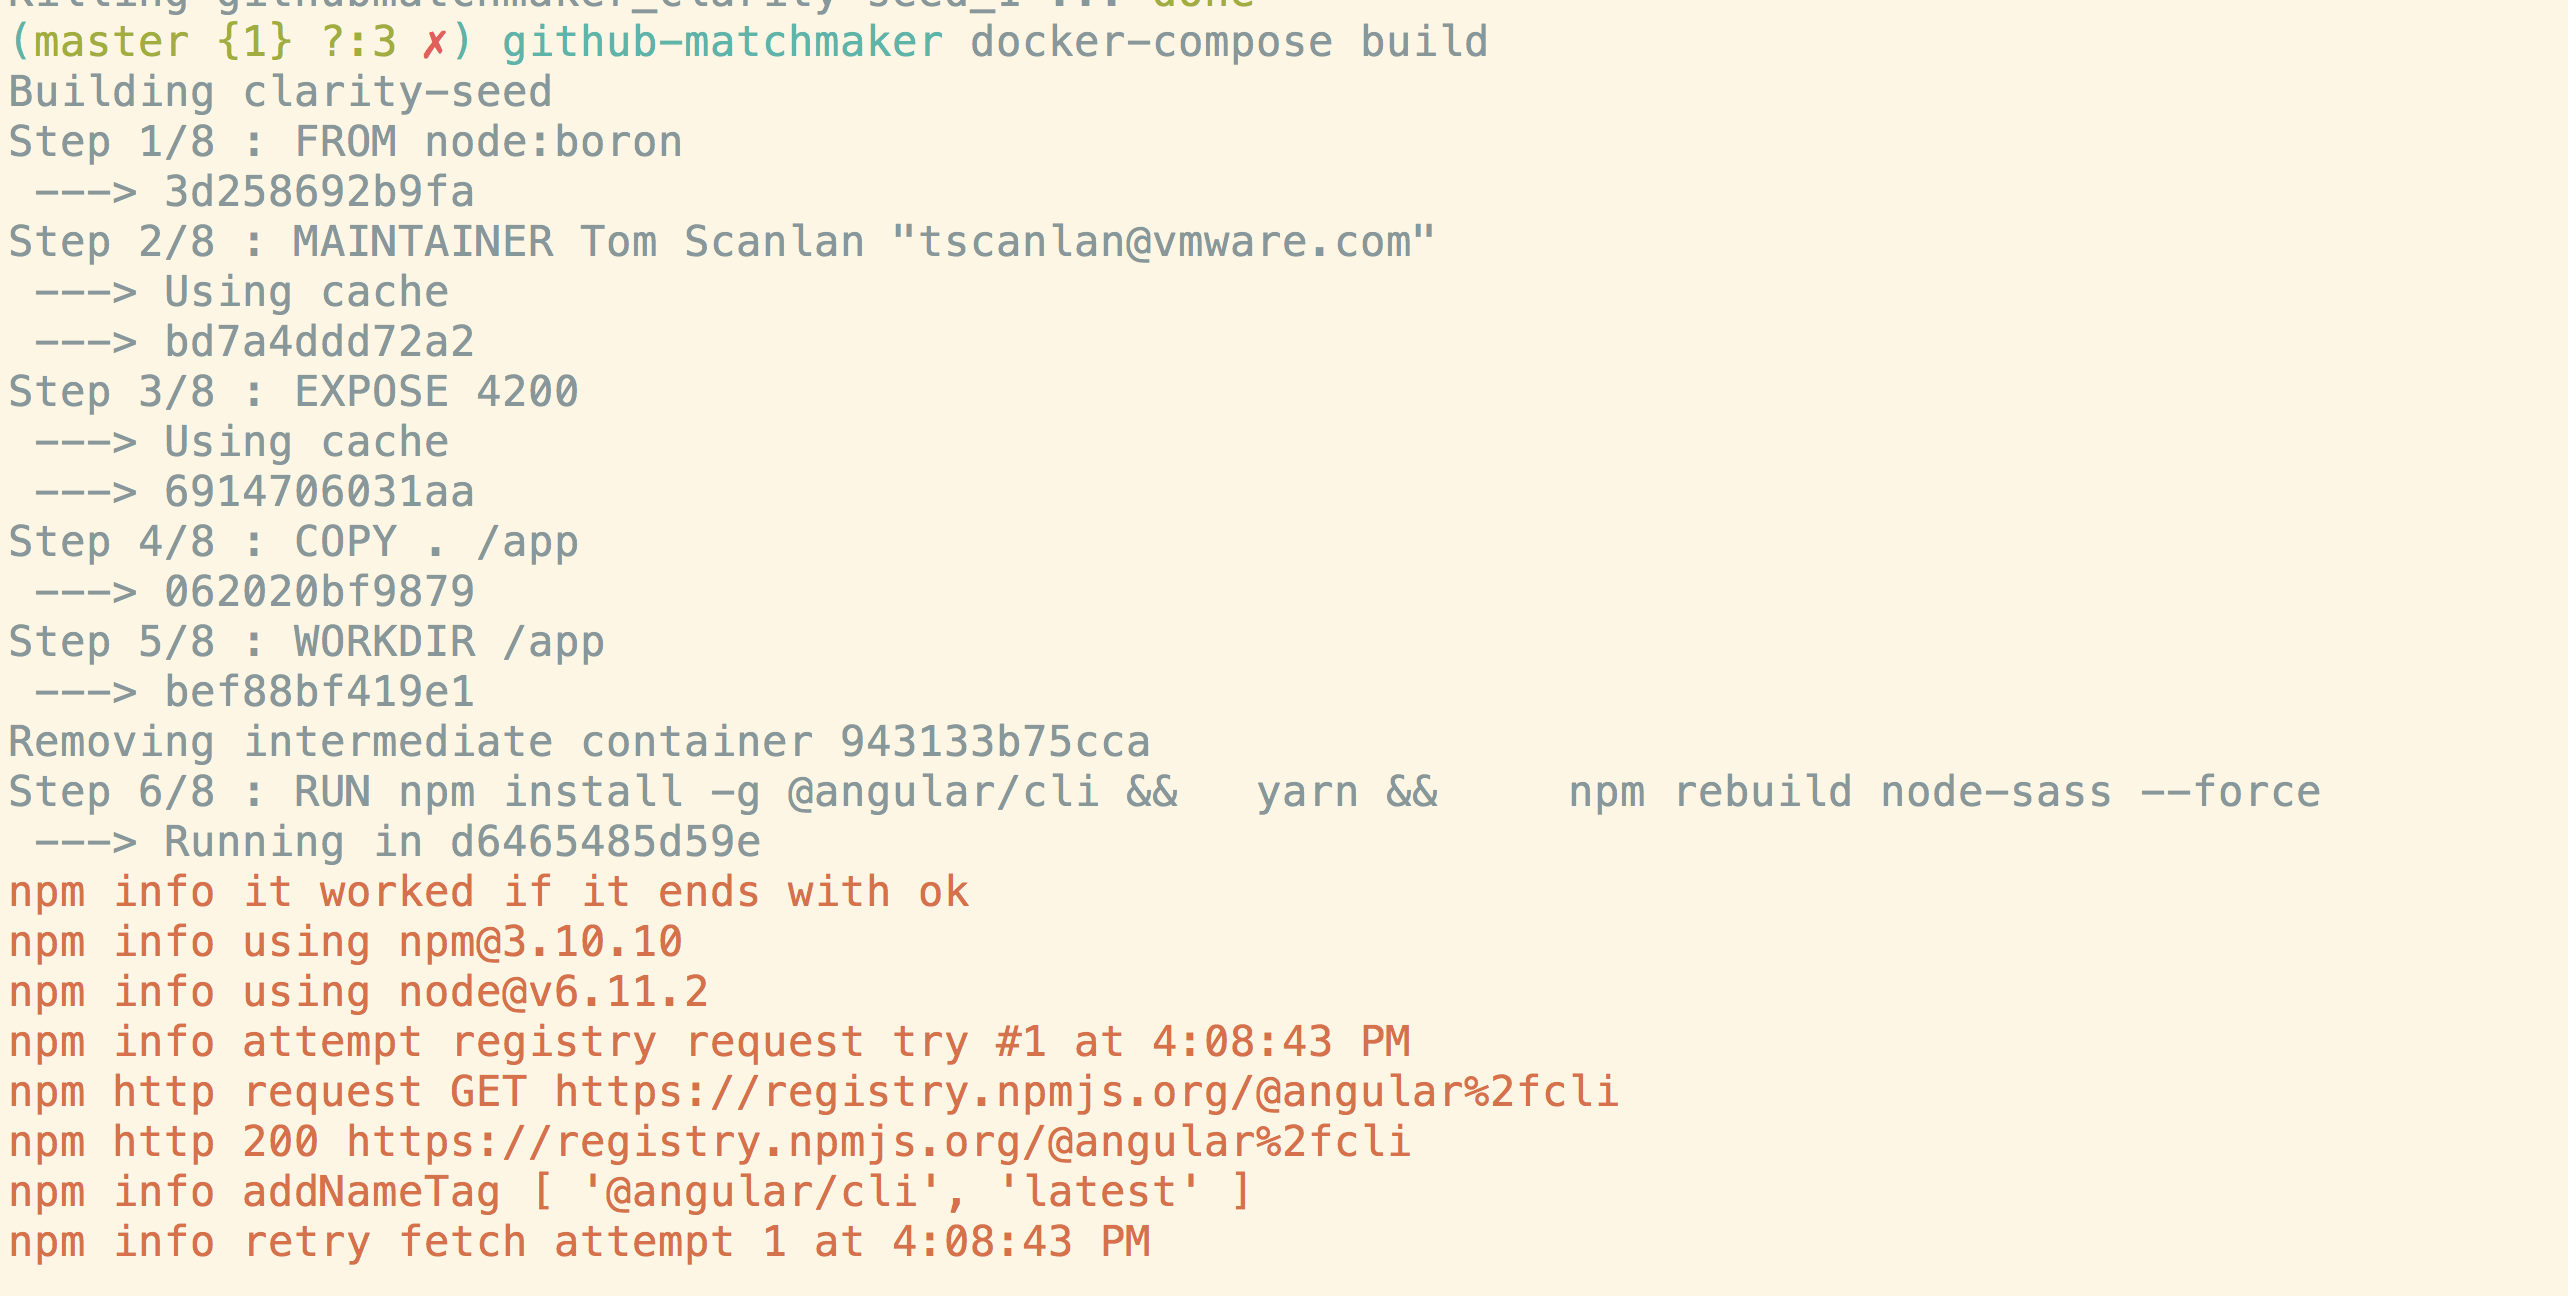 Killing githubmatchmaker_clarity-seed_1 ... done
(master {1} ?:3 ✗) github-matchmaker docker-compose build
Building clarity-seed
Step 1/8 : FROM node:boron
 ---> 3d258692b9fa
Step 2/8 : MAINTAINER Tom Scanlan "tscanlan@vmware.com"
 ---> Using cache
 ---> bd7a4ddd72a2
Step 3/8 : EXPOSE 4200
 ---> Using cache
 ---> 6914706031aa
Step 4/8 : COPY . /app
 ---> 062020bf9879
Step 5/8 : WORKDIR /app
 ---> bef88bf419e1
Removing intermediate container 943133b75cca
Step 6/8 : RUN npm install -g @angular/cli &&   yarn &&     npm rebuild node-sass --force
 ---> Running in d6465485d59e
npm info it worked if it ends with ok
npm info using npm@3.10.10
npm info using node@v6.11.2
npm info attempt registry request try #1 at 4:08:43 PM
npm http request GET https://registry.npmjs.org/@angular%2fcli
npm http 200 https://registry.npmjs.org/@angular%2fcli
npm info addNameTag [ '@angular/cli', 'latest' ]
npm info retry fetch attempt 1 at 4:08:43 PM